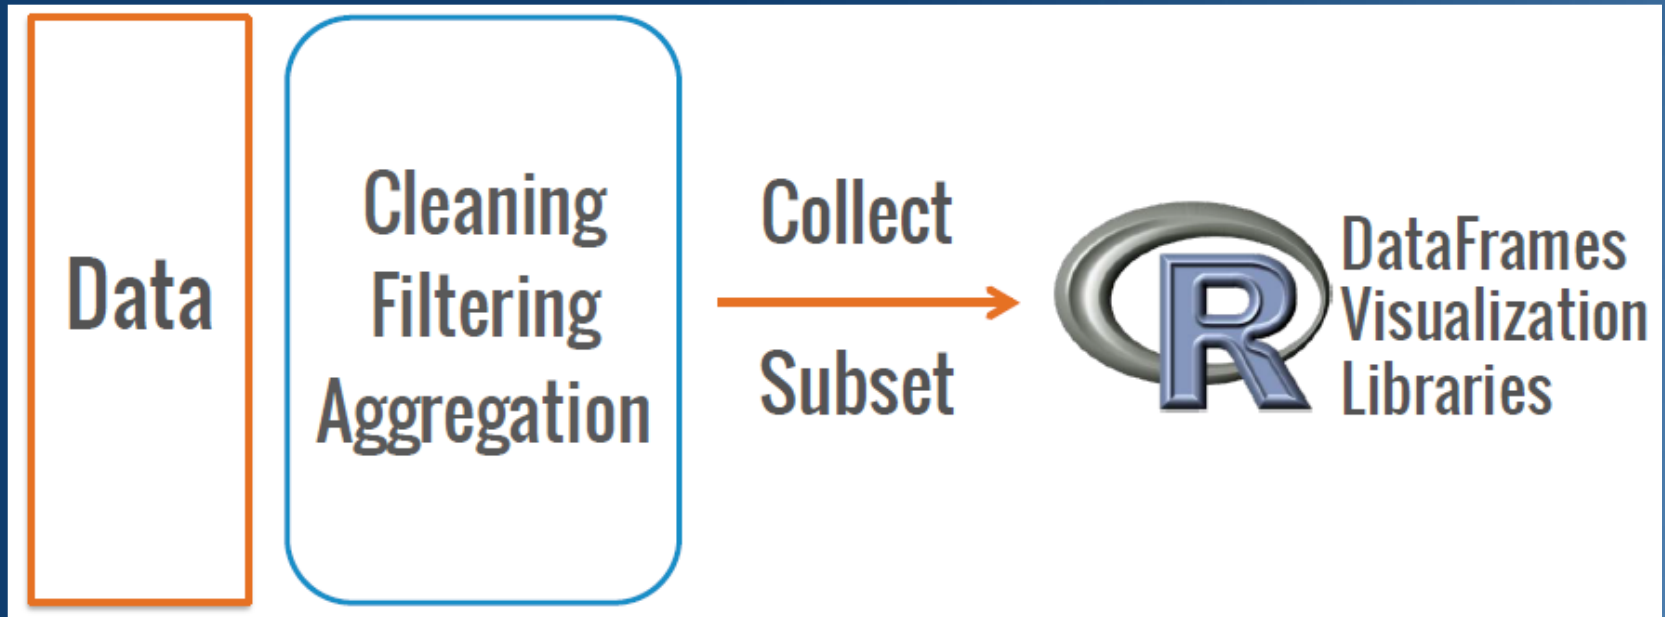 Data
Cleaning
Filtering
Aggregation
Collect
Subset
R
DataFrames
Visualization
Libraries